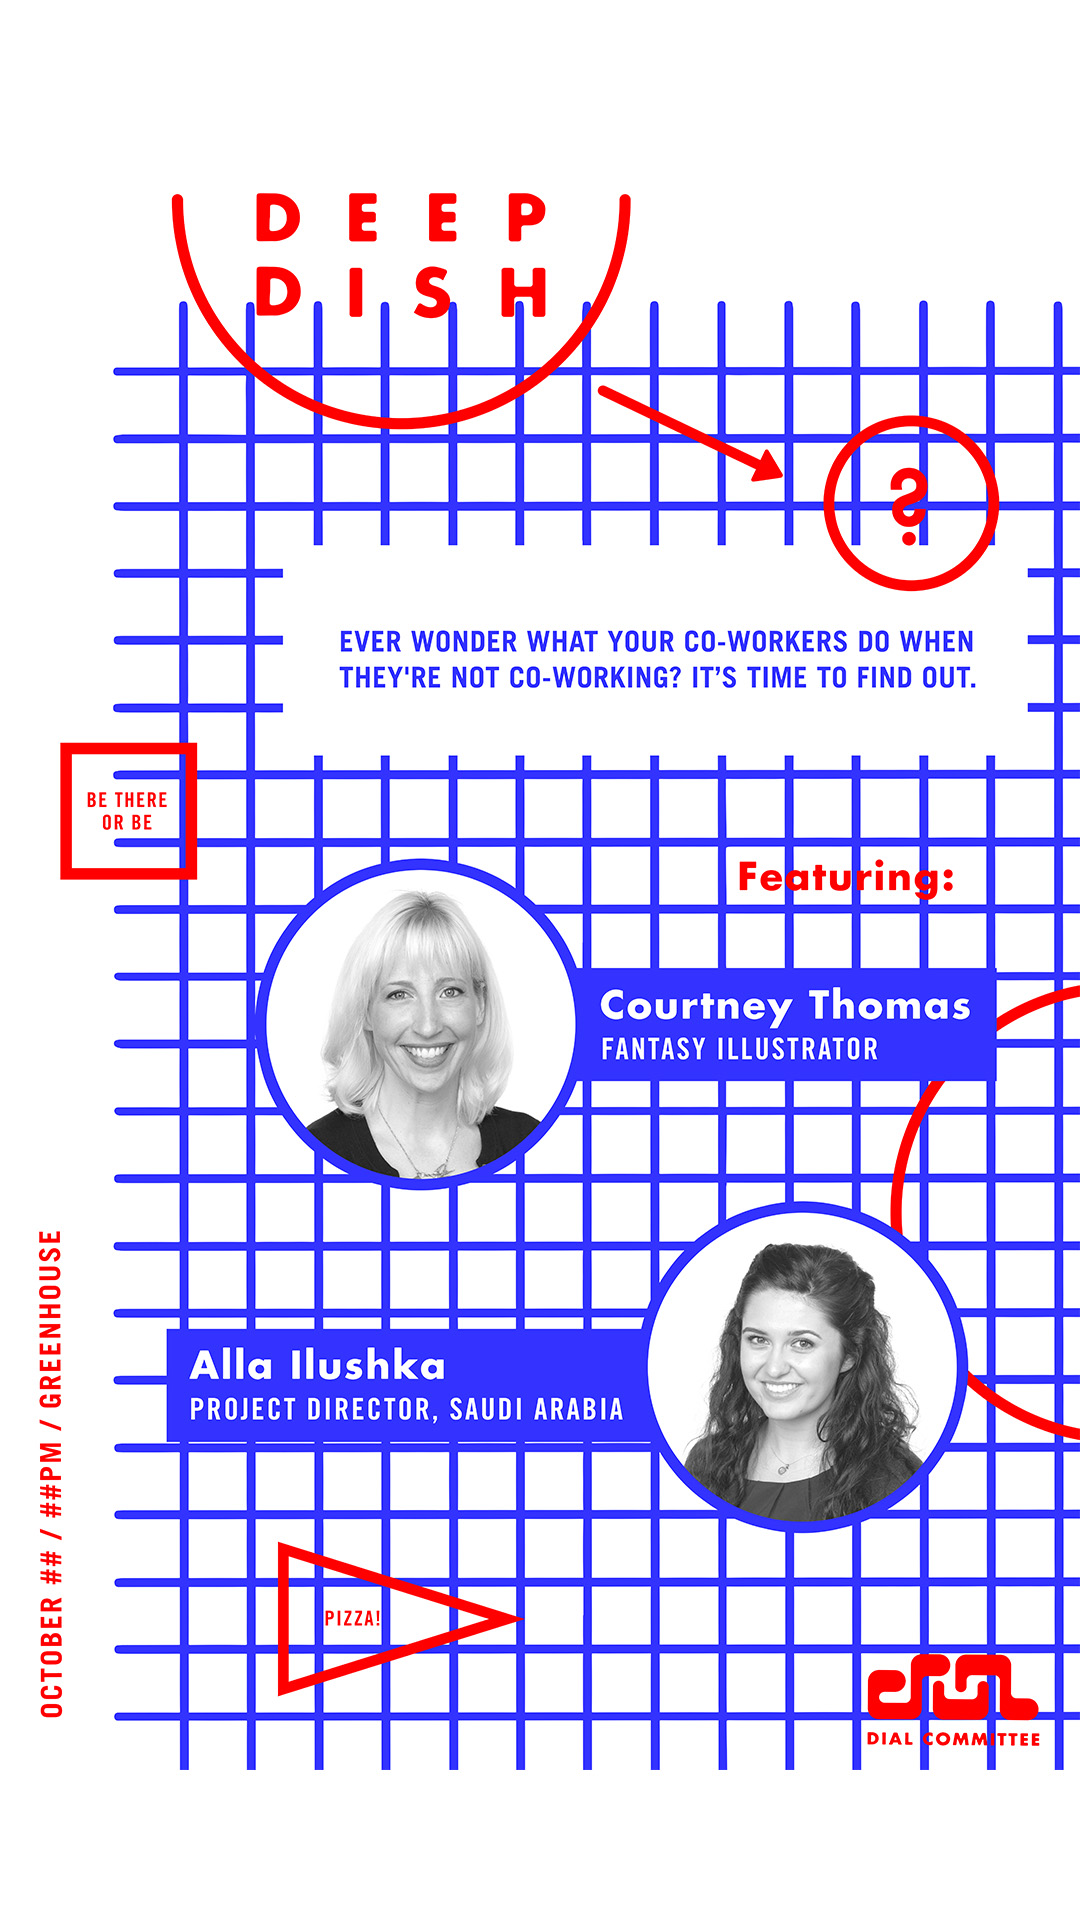 DEEP
DISH
?
EVER WONDER WHAT YOUR CO-WORKERS DO WHEN
THEY'RE NOT CO-WORKING? IT’S TIME TO FIND OUT.
BE THERE
OR BE
Featuring:
Courtney Thomas
FANTASY ILLUSTRATOR
Alla Ilushka
PROJECT DIRECTOR, SAUDI ARABIA
OCTOBER ## / ##PM / GREENHOUSE
PIZZA!
dial
DIAL COMMITTEE